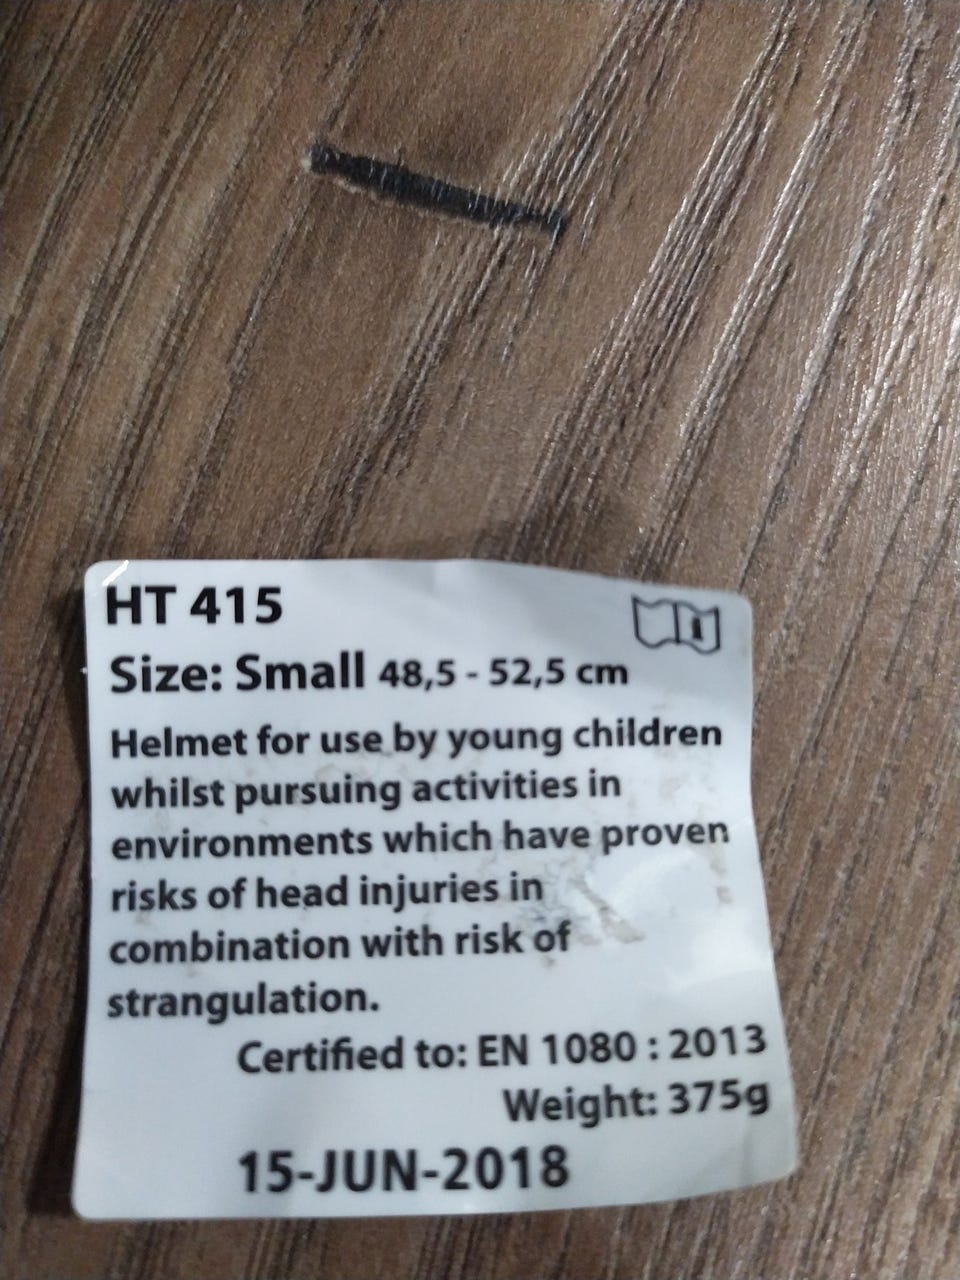 HT 415
Size: Small 48,5 - 52,5 cm
Helmet for use by young children
whilst pursuing activities in
environments which have proven
risks of head injuries in
combination with risk of
strangulation.
Certified to: EN 1080 : 2013
Weight: 375g
15-JUN-2018